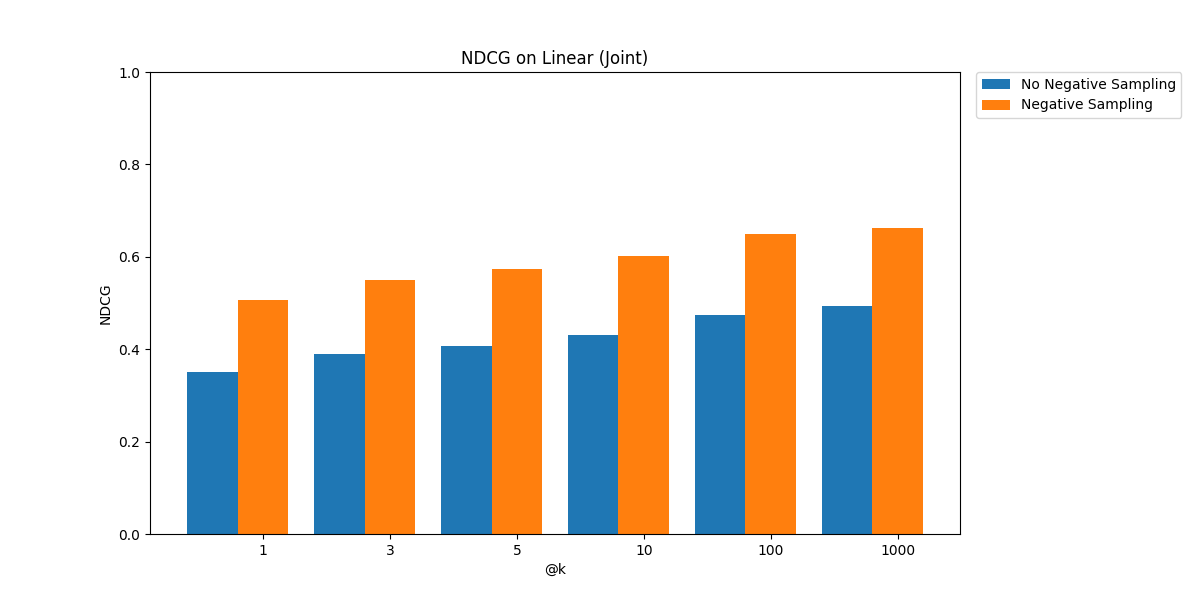 NDCG on Linear (Joint)
No Negative Sampling
Negative Sampling
NDCG
1.0
0.8
0.6
0.4
0.2
0.0
1 3 5 10 100 1000
@k